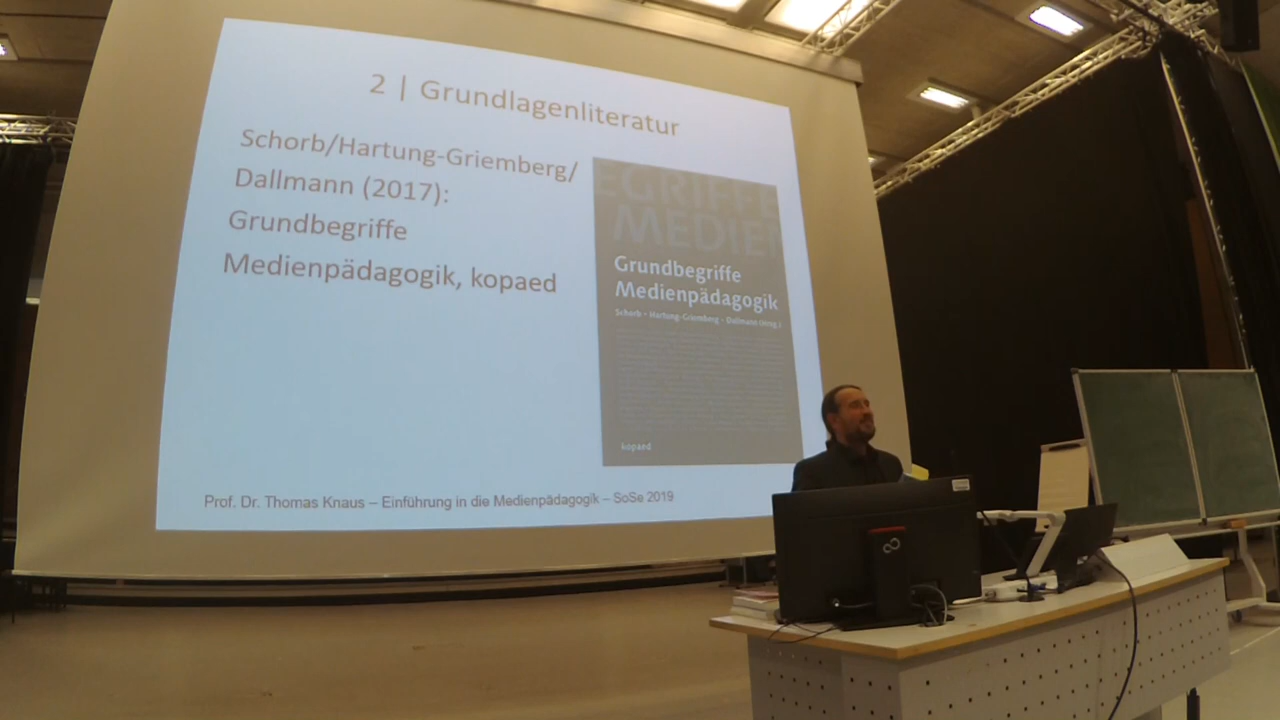 2 | Grundlagenliteratur
Schorb/Hartung-Griemberg/
Dallmann (2017):
Grundbegriffe
Medienpädagogik, kopaed
EGRIFFE
MEDIE
Grundbegriffe
Medienpädagogik
Schorb • Hartung-Griemberg • Dallmann (Hrsg.)
kopaed
Prof. Dr. Thomas Knaus – Einführung in die Medienpädagogik – SoSe 2019